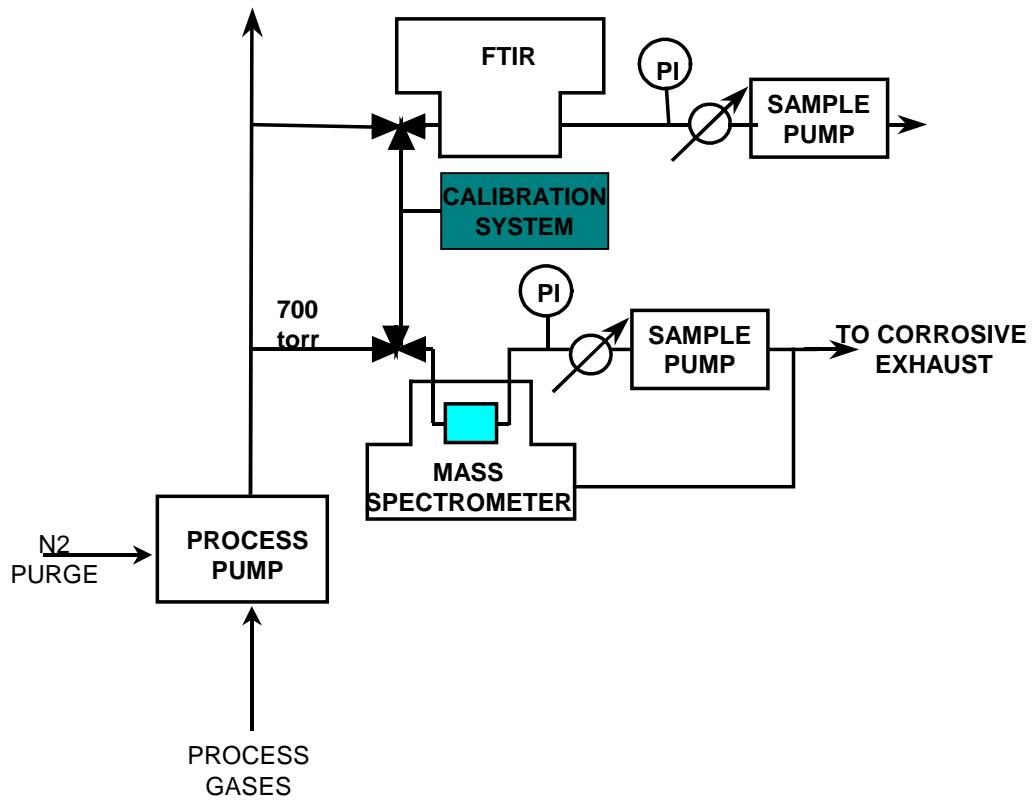 FTIR
PI
SAMPLE
PUMP
CALIBRATION
SYSTEM
700
torr
PI
SAMPLE
PUMP
TO CORROSIVE
EXHAUST
MASS
SPECTROMETER
N2
PURGE
PROCESS
PUMP
PROCESS
GASES